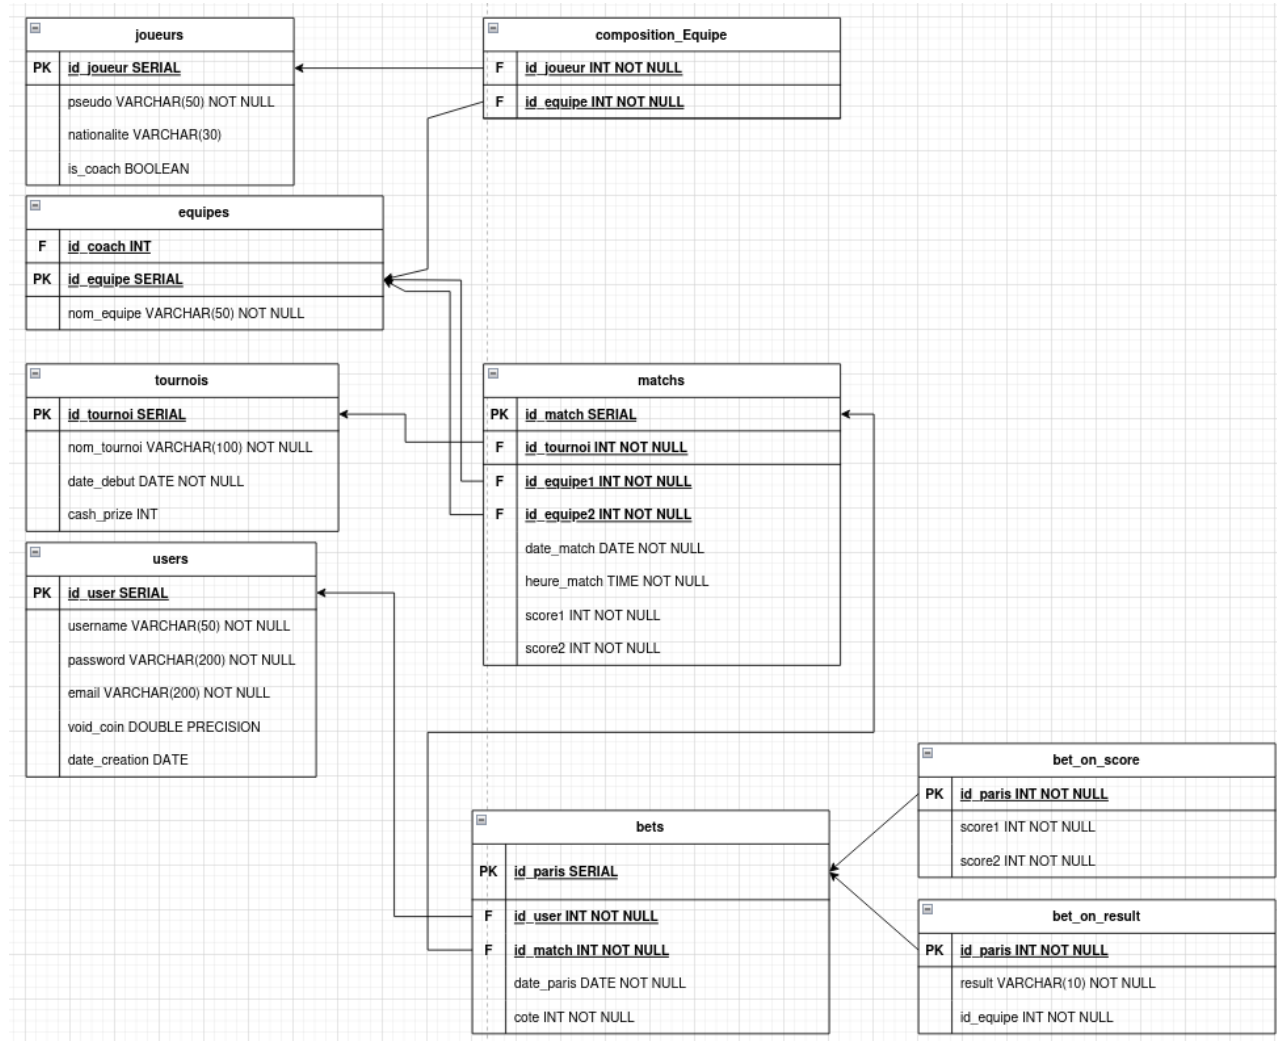 joueurs
PK id_joueur SERIAL
pseudo VARCHAR(50) NOT NULL
nationalite VARCHAR(30)
is_coach BOOLEAN
composition_Equipe
F id_joueur INT NOT NULL
F id_equipe INT NOT NULL
equipes
F id_coach INT
PK id_equipe SERIAL
nom_equipe VARCHAR(50) NOT NULL
tournois
PK id_tournoi SERIAL
nom_tournoi VARCHAR(100) NOT NULL
date_debut DATE NOT NULL
cash_prize INT
matchs
PK id_match SERIAL
F id_tournoi INT NOT NULL
F id_equipe1 INT NOT NULL
F id_equipe2 INT NOT NULL
date_match DATE NOT NULL
heure_match TIME NOT NULL
score1 INT NOT NULL
score2 INT NOT NULL
users
PK id_user SERIAL
username VARCHAR(50) NOT NULL
password VARCHAR(200) NOT NULL
email VARCHAR(200) NOT NULL
void_coin DOUBLE PRECISION
date_creation DATE
bets
PK id_paris SERIAL
F id_user INT NOT NULL
F id_match INT NOT NULL
date_paris DATE NOT NULL
cote INT NOT NULL
bet_on_score
PK id_paris INT NOT NULL
score1 INT NOT NULL
score2 INT NOT NULL
bet_on_result
PK id_paris INT NOT NULL
result VARCHAR(10) NOT NULL
id_equipe INT NOT NULL